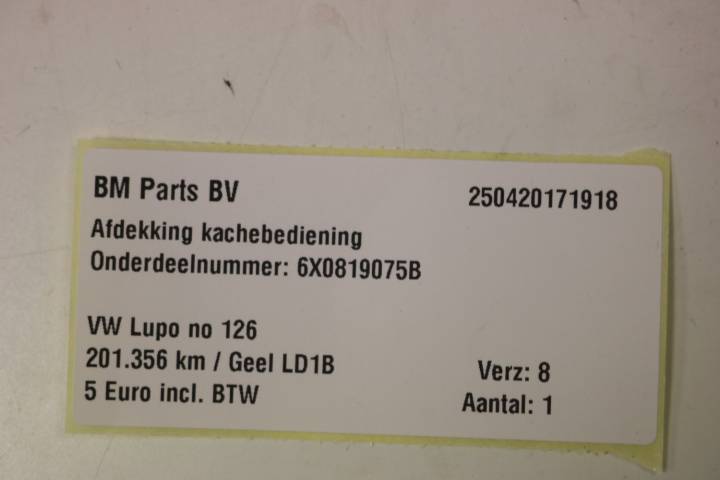 BM Parts BV 250420171918
Afdekking kachebediening
Onderdeelnummer: 6X0819075B
VW Lupo no 126
201.356 km / Geel LD1B Verz: 8
5 Euro incl. BTW Aantal: 1